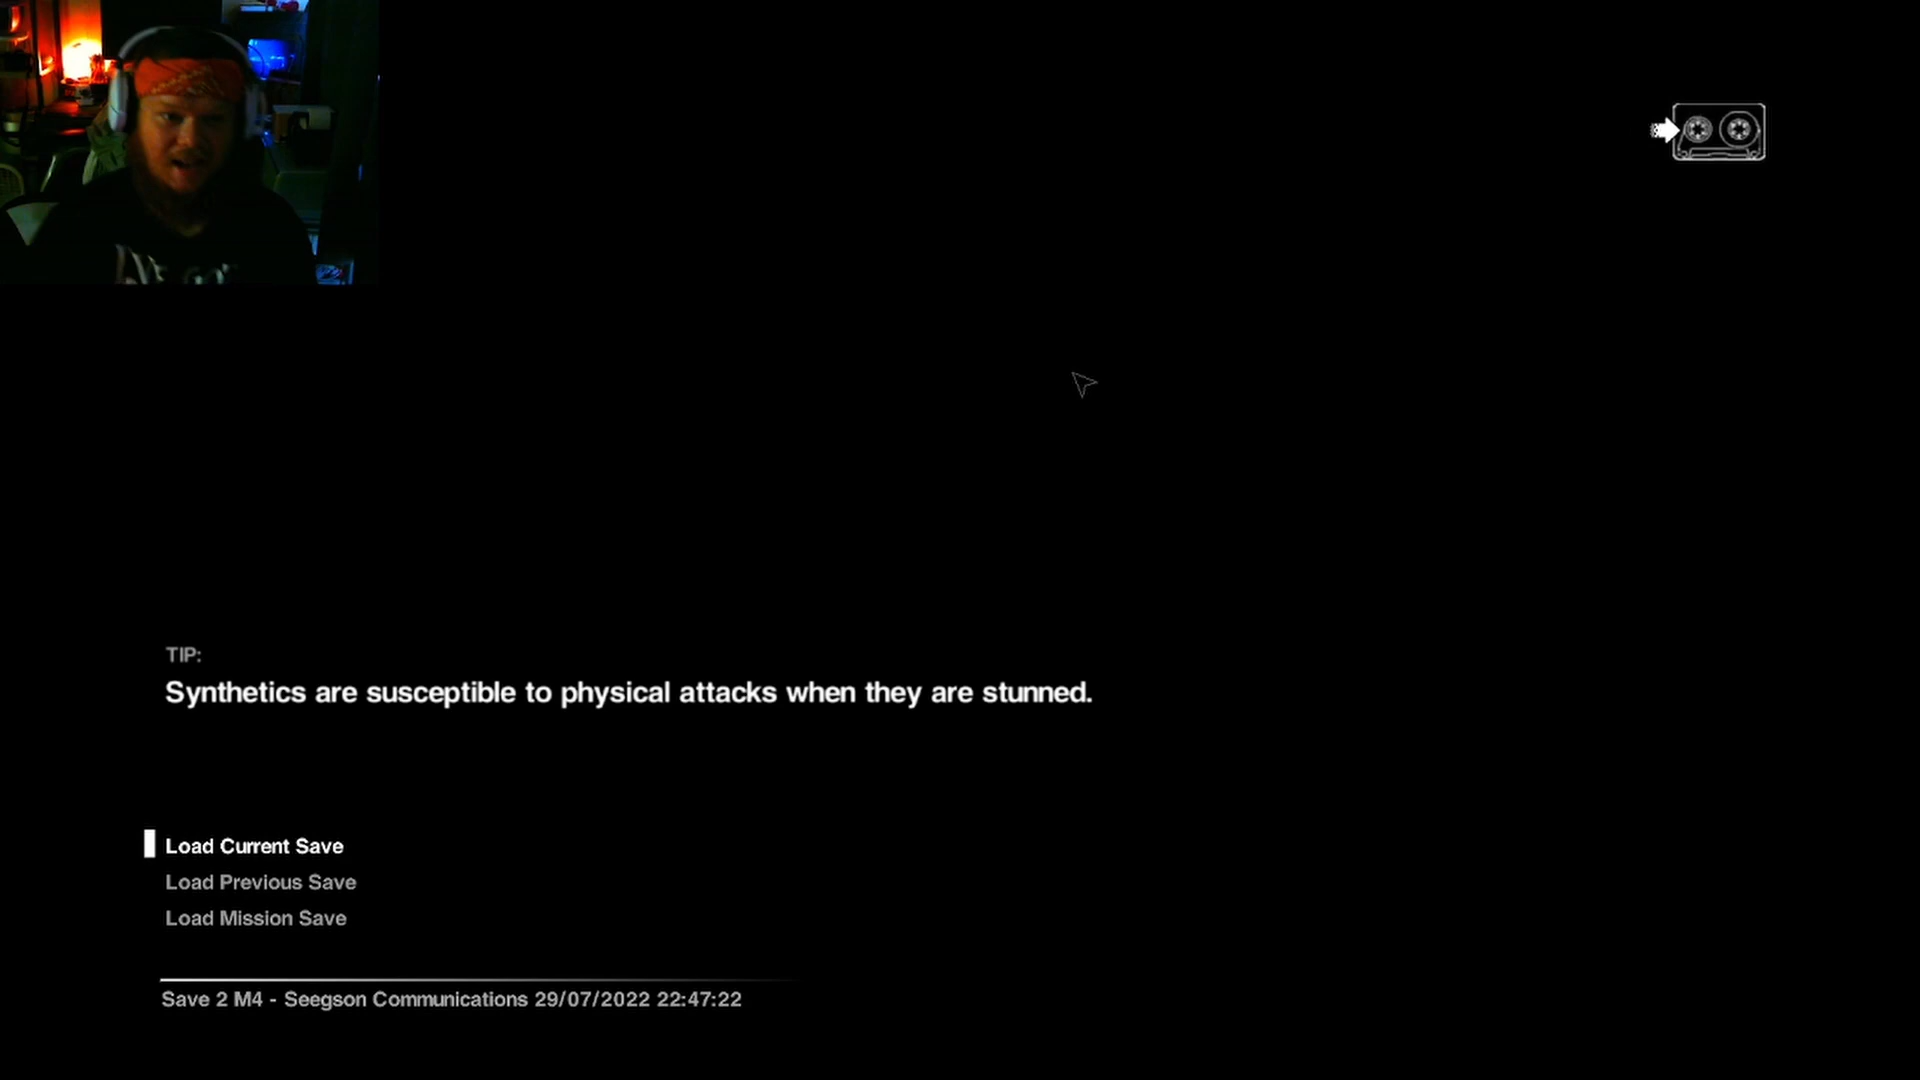 TIP:
Synthetics are susceptible to physical attacks when they are stunned.
Load Current Save
Load Previous Save
Load Mission Save
Save 2 M4 - Seegson Communications 29/07/2022 22:47:22